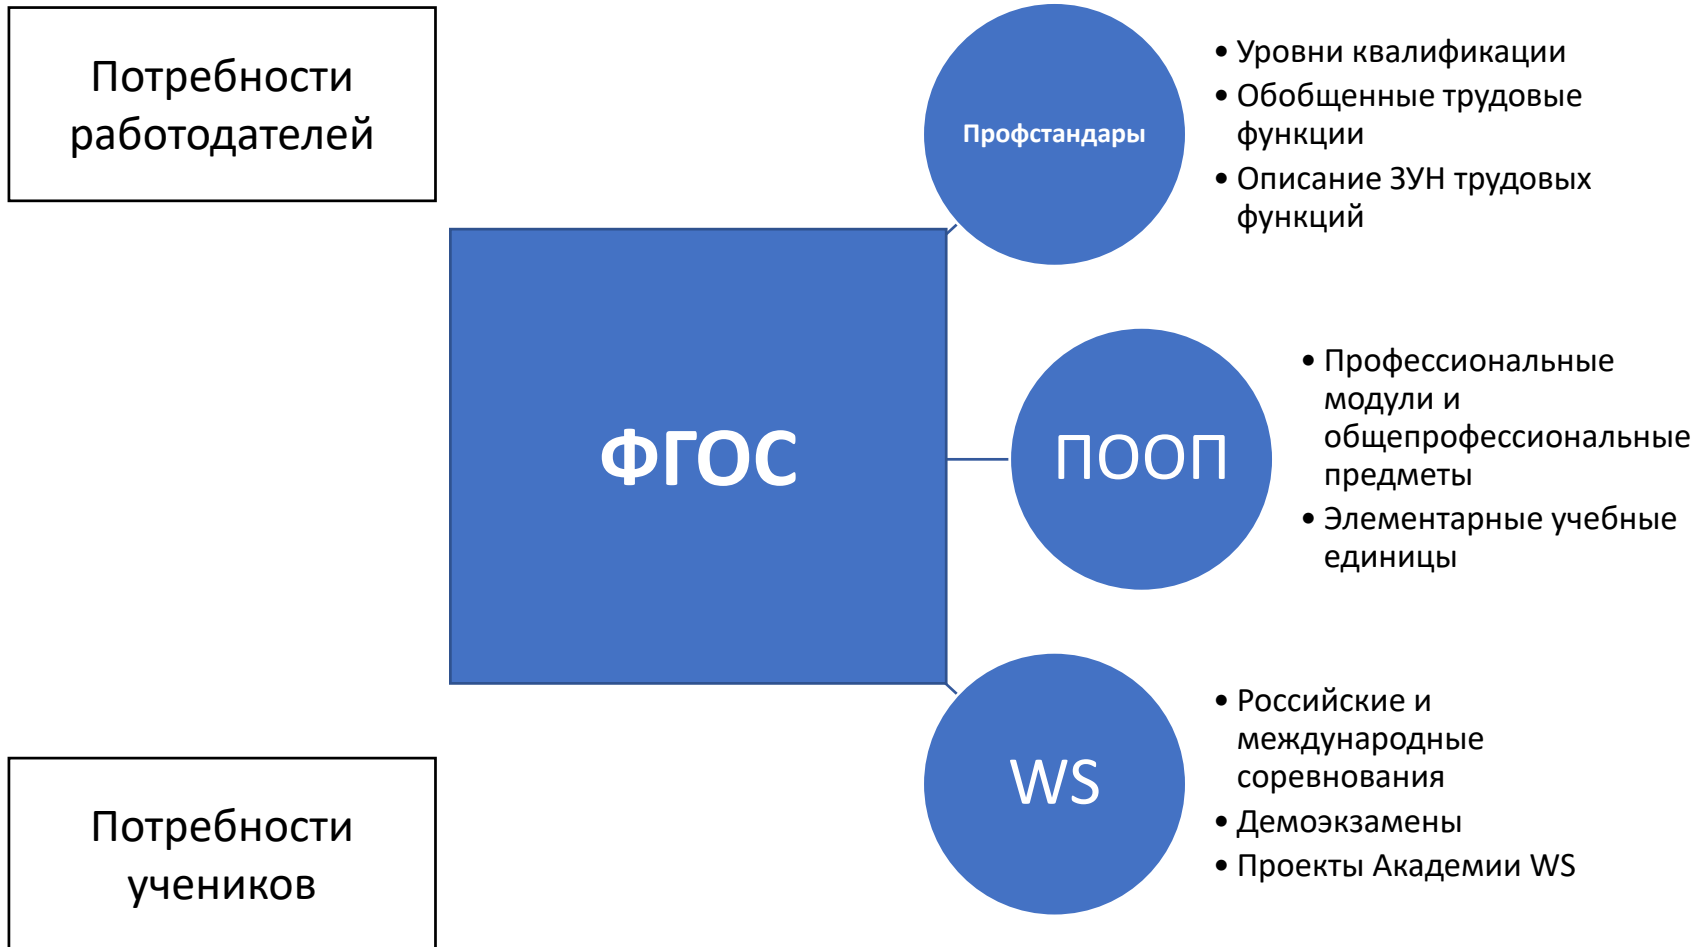 Потребности
работодателей
Профстандары
• Уровни квалификации
• Обобщенные трудовые
функции
• Описание ЗУН трудовых
функций
ФГОС
ПООП
• Профессиональные
модули и
общепрофессиональные
предметы
• Элементарные учебные
единицы
WS
• Российские и
международные
соревнования
• Демоэкзамены
• Проекты Академии WS
Потребности
учеников